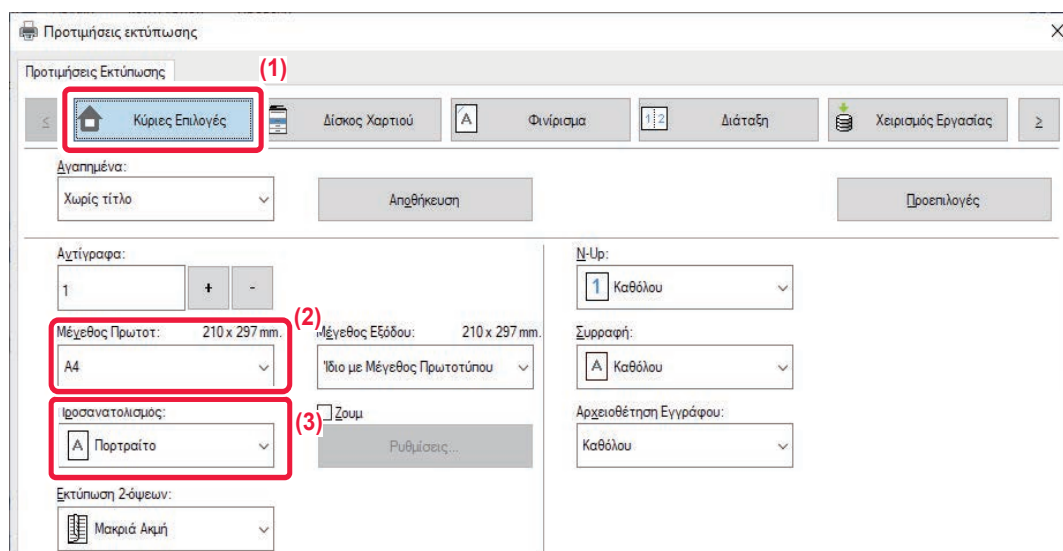 Προτιμήσεις εκτύπωσης
Προτιμήσεις Εκτύπωσης
(1)
< Κύριες Επιλογές Δίσκος Χαρτιού Φινίρισμα Διάταξη Χειρισμός Εργασίας >
Αγαπημένα:
Χωρίς τίτλο Αποθήκευση Προεπιλογές
Αντίγραφα: N-Up:
1 + - 1 Καθόλου
(2)
Μέγεθος Πρωτοτ: 210 x 297 mm. Μέγεθος Εξόδου: 210 x 297 mm. Συρραφή:
A4 Ίδιο με Μέγεθος Πρωτοτύπου Καθόλου
Προσανατολισμός: (3) Ζουμ Αρχειοθέτηση Εγγράφου:
Πορτραίτο Ρυθμίσεις... Καθόλου
Εκτύπωση 2-όψεων:
Μακριά Ακμή